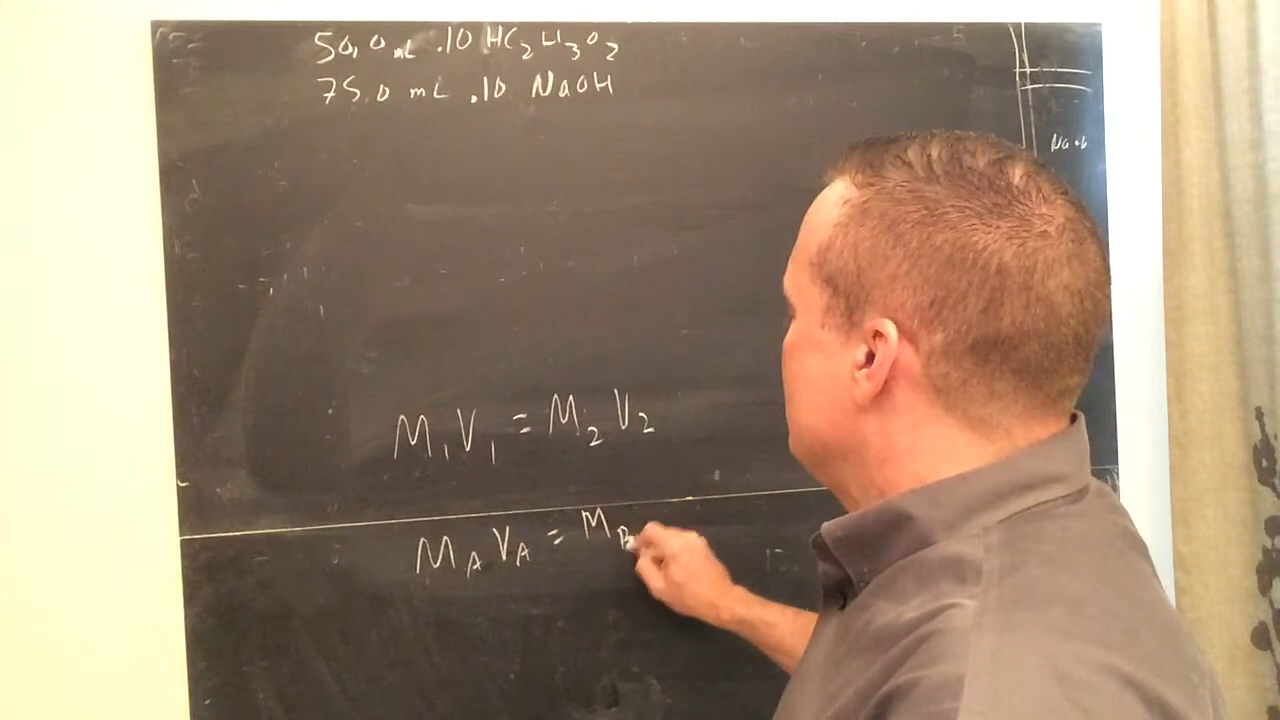 50.0 mL .10 HC2H3O2
75.0 mL .10 NaOH
M1V1 = M2V2
MAVA = MB